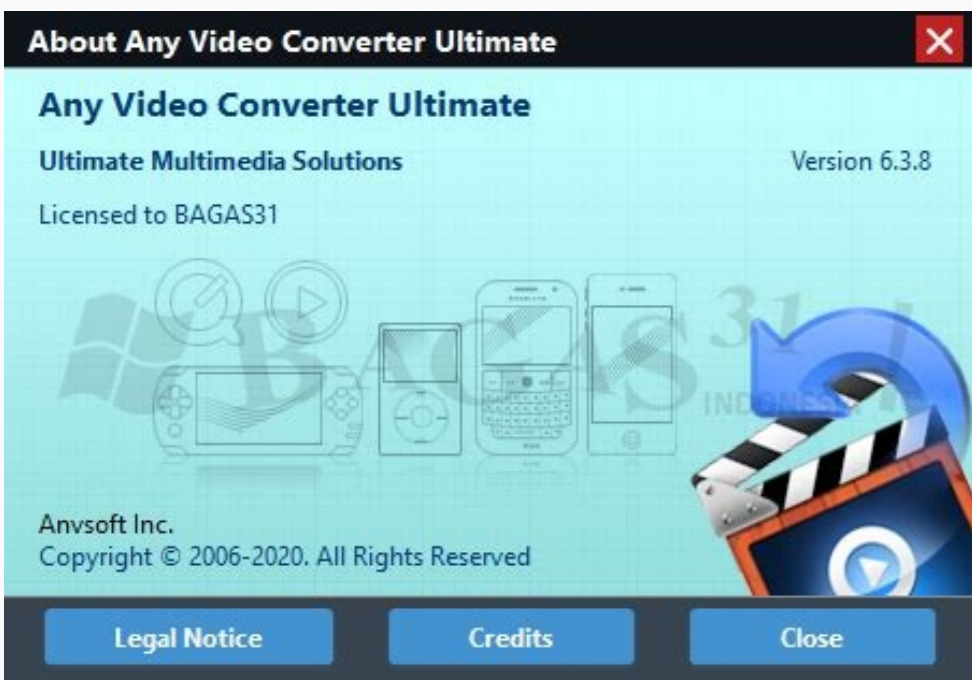 About Any Video Converter Ultimate
Any Video Converter Ultimate
Ultimate Multimedia Solutions
Version 6.3.8
Licensed to BAGAS31
BAGAS 31
INDONESIA
Anvsoft Inc.
Copyright © 2006-2020. All Rights Reserved
Legal Notice
Credits
Close